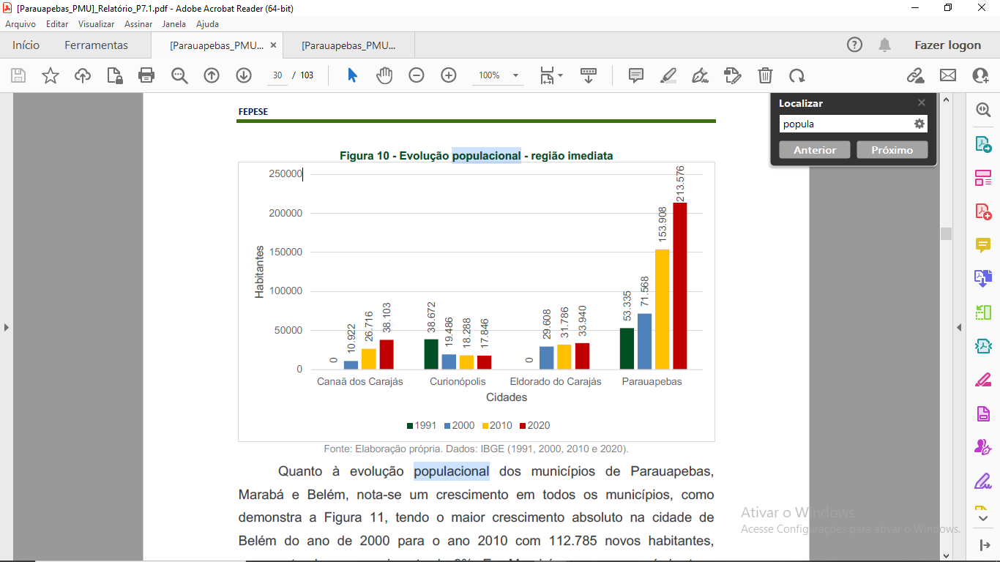 [Parauapebas_PMU]_Relatório_P7.1.pdf - Adobe Acrobat Reader (64-bit)
Arquivo Editar Visualizar Assinar Janela Ajuda
Início Ferramentas [Parauapebas_PMU... × [Parauapebas_PMU... Fazer logon
30 / 103 100%
Localizar
popula
Anterior Próximo
FEPESE
Figura 10 - Evolução populacional - região imediata
Habitantes
250000
200000
150000
100000
50000
0
0 10.922 26.716 38.103
38.672 19.486 18.288 17.846
0 29.608 31.786 33.940
53.335 71.568 153.908 213.576
Canaã dos Carajás Curionópolis Eldorado do Carajás Parauapebas
Cidades
1991 2000 2010 2020
Fonte: Elaboração própria. Dados: IBGE (1991, 2000, 2010 e 2020).
Quanto à evolução populacional dos municípios de Parauapebas,
Marabá e Belém, nota-se um crescimento em todos os municípios, como
demonstra a Figura 11, tendo o maior crescimento absoluto na cidade de
Belém do ano de 2000 para o ano 2010 com 112.785 novos habitantes,
Ativar o Windows
Acesse Configurações para ativar o Windows.